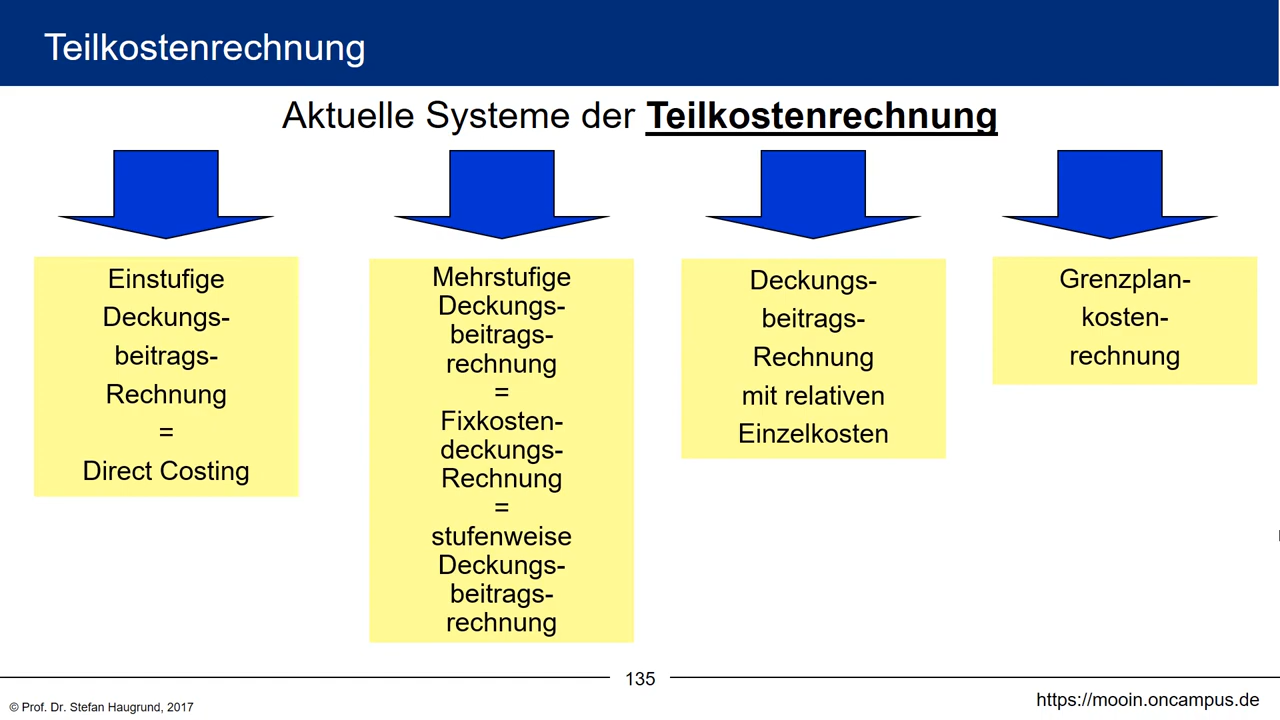 Teilkostenrechnung
Aktuelle Systeme der Teilkostenrechnung
Einstufige
Deckungs-
beitrags-
Rechnung
=
Direct Costing
Mehrstufige
Deckungs-
beitrags-
rechnung
=
Fixkosten-
deckungs-
Rechnung
=
stufenweise
Deckungs-
beitrags-
rechnung
Deckungs-
beitrags-
Rechnung
mit relativen
Einzelkosten
Grenzplan-
kosten-
rechnung
135
© Prof. Dr. Stefan Haugrund, 2017
https://mooin.oncampus.de